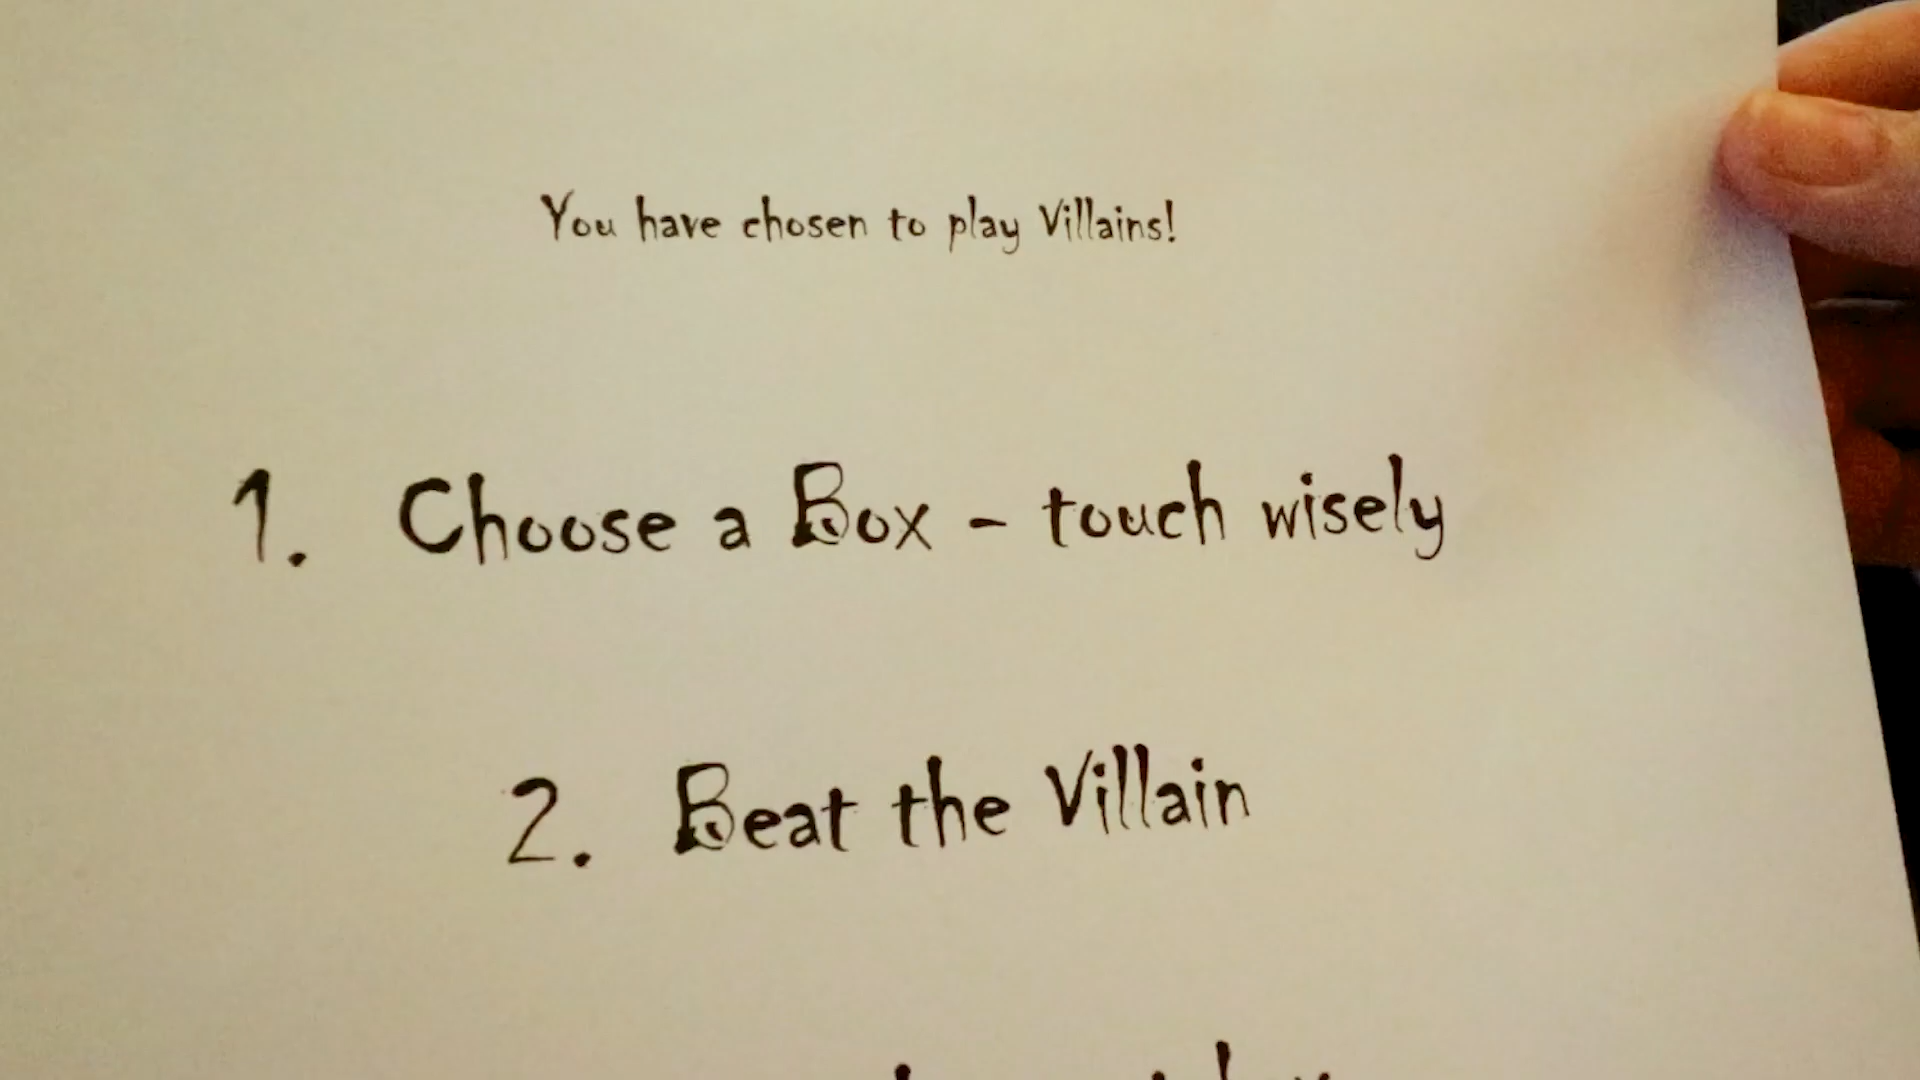 You have chosen to play Villains!
1. Choose a Box - touch wisely
2. Beat the Villain